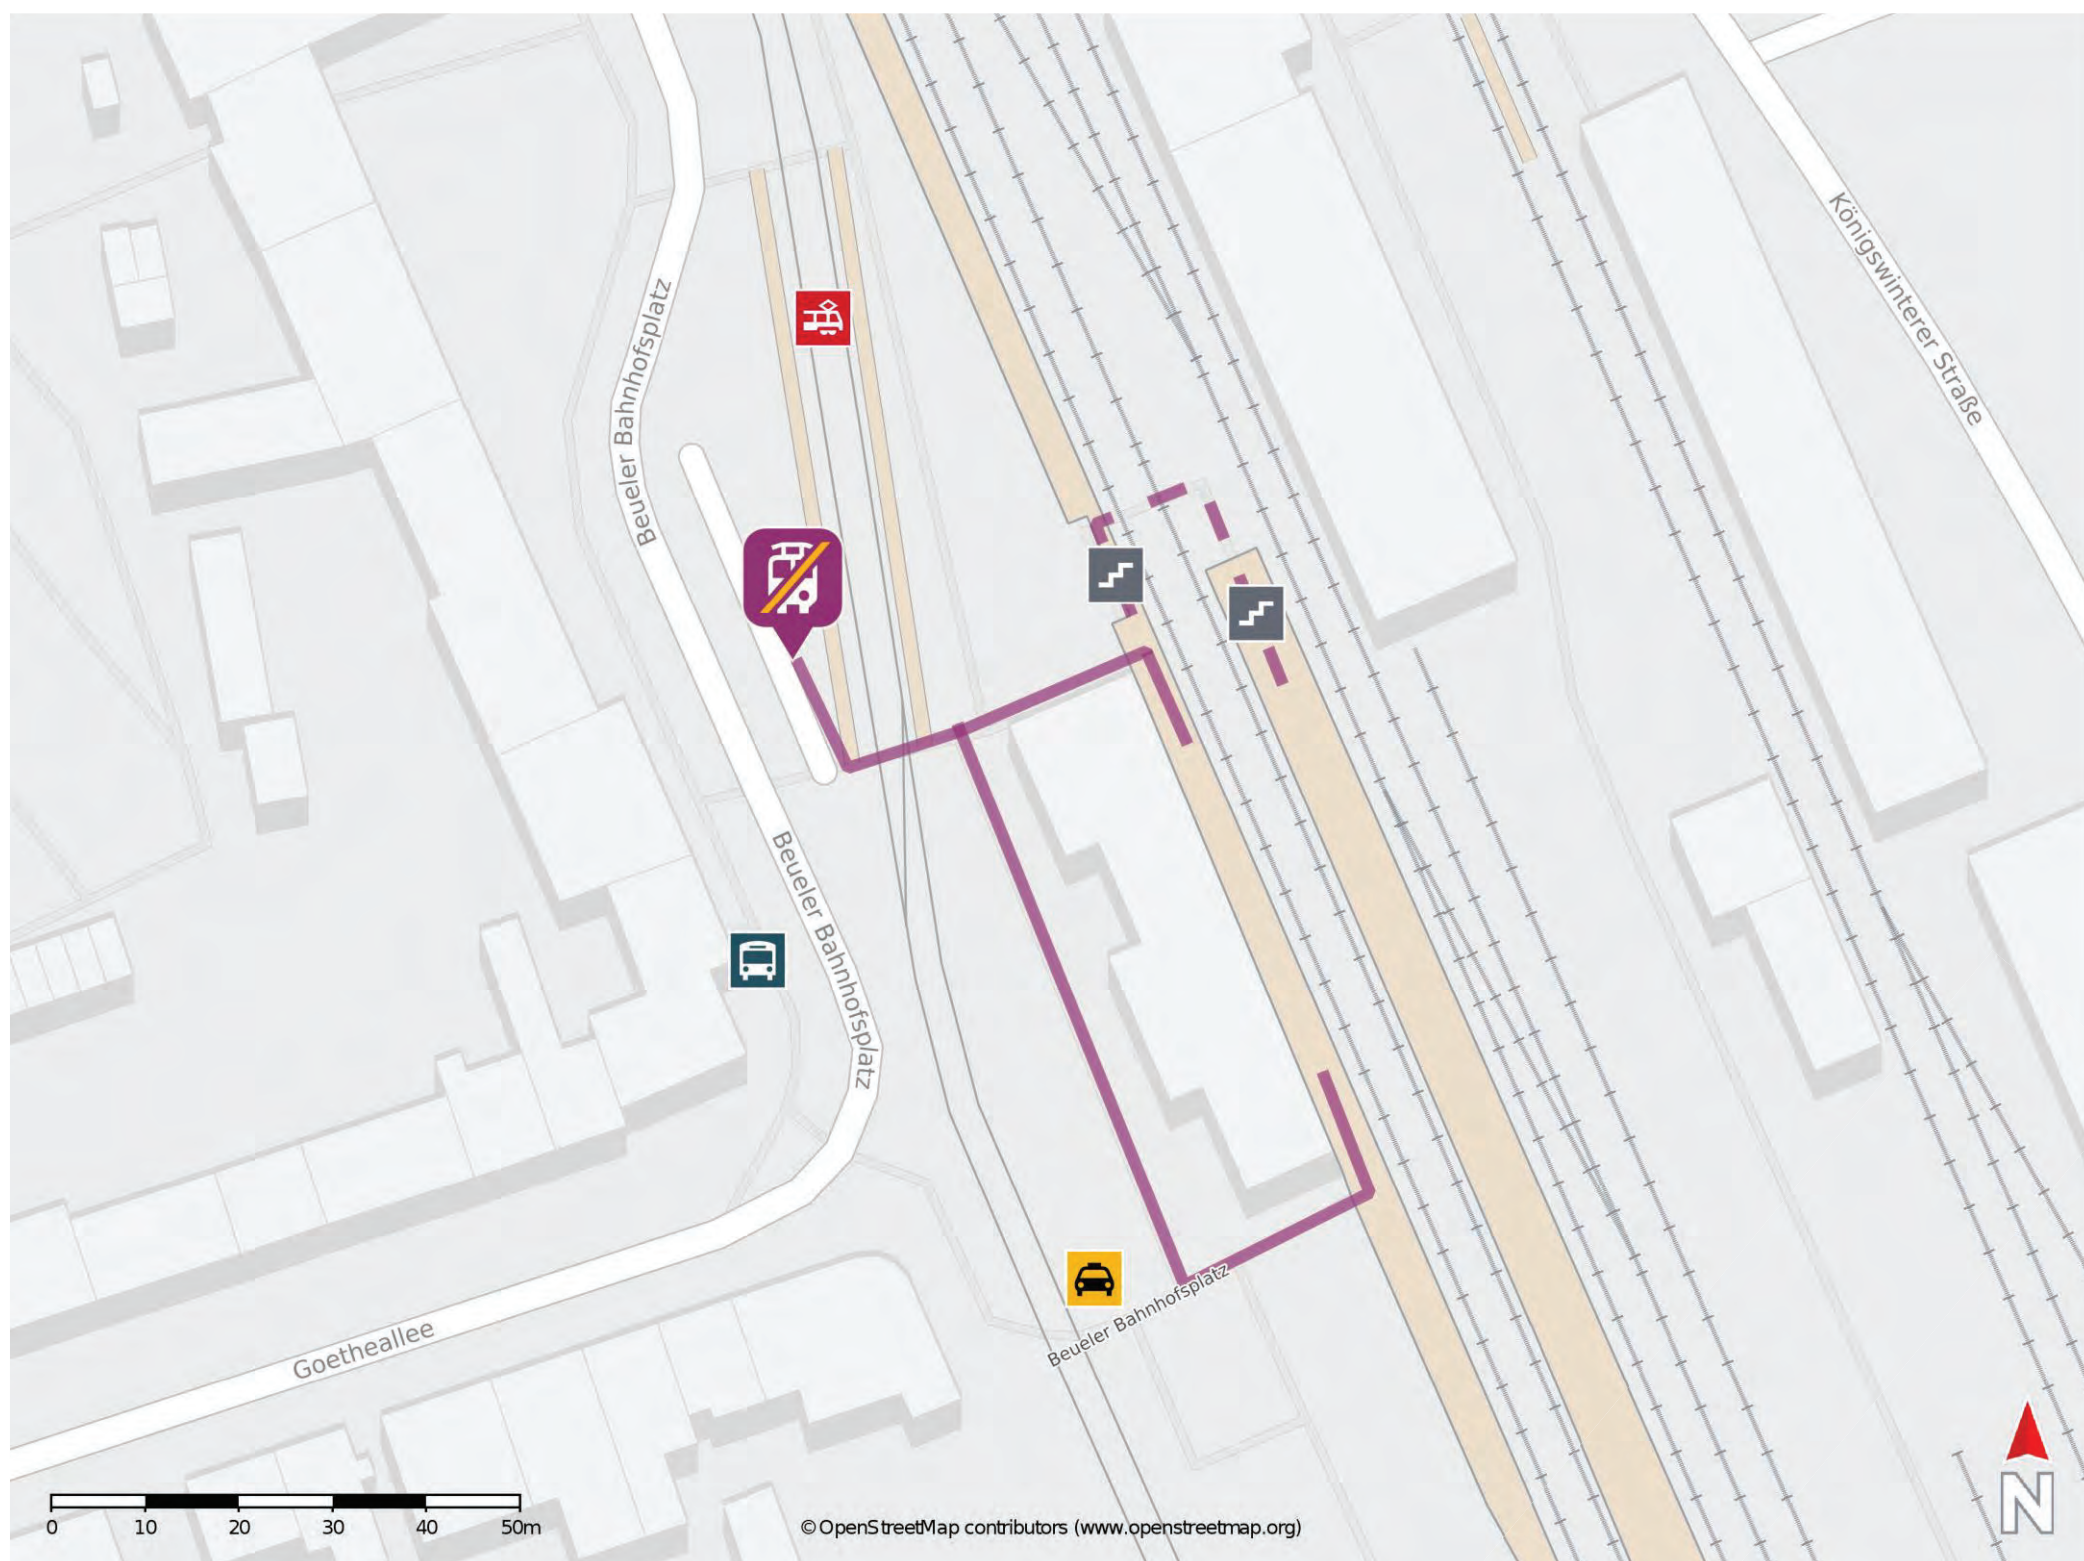 Königswinterer Straße
Beueler Bahnhofsplatz
Beueler Bahnhofsplatz
Beueler Bahnhofsplatz
Goetheallee
0 10 20 30 40 50m
© OpenStreetMap contributors (www.openstreetmap.org)
N